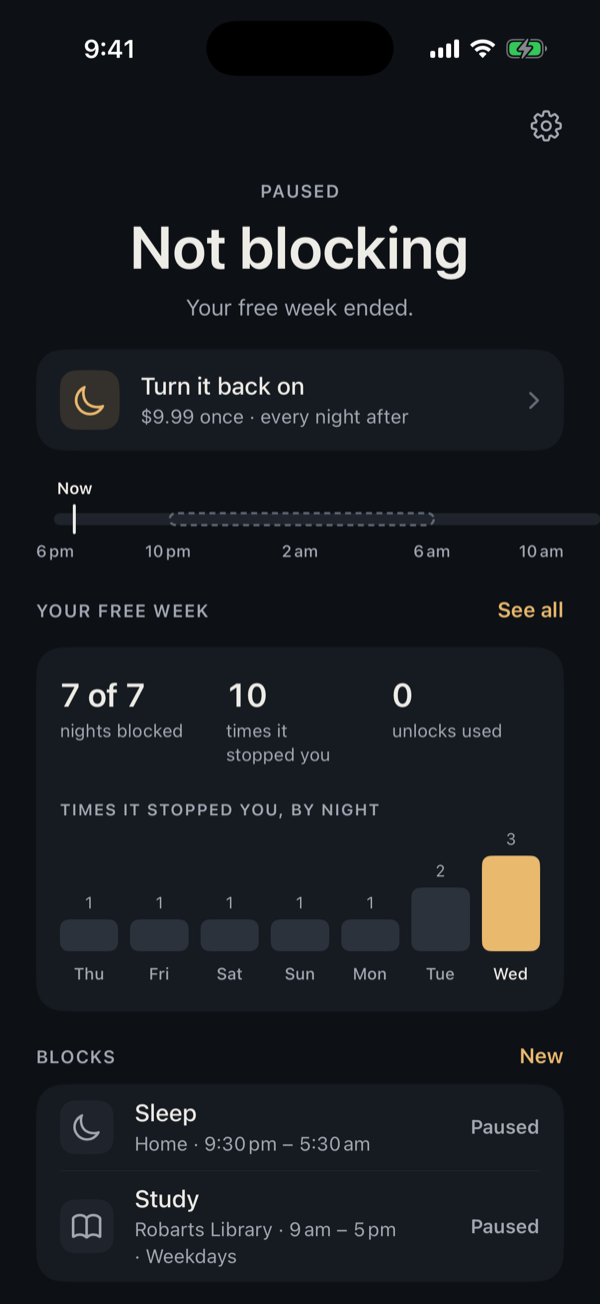 9:41
PAUSED
Not blocking
Your free week ended.
Turn it back on
$9.99 once · every night after
Now
6 pm 10 pm 2 am 6 am 10 am
YOUR FREE WEEK See all
7 of 7 10 0
nights blocked times it unlocks used
stopped you
TIMES IT STOPPED YOU, BY NIGHT
1 1 1 1 1 2 3
Thu Fri Sat Sun Mon Tue Wed
BLOCKS New
Sleep
Home · 9:30 pm – 5:30 am Paused
Study
Robarts Library · 9 am – 5 pm Paused
· Weekdays